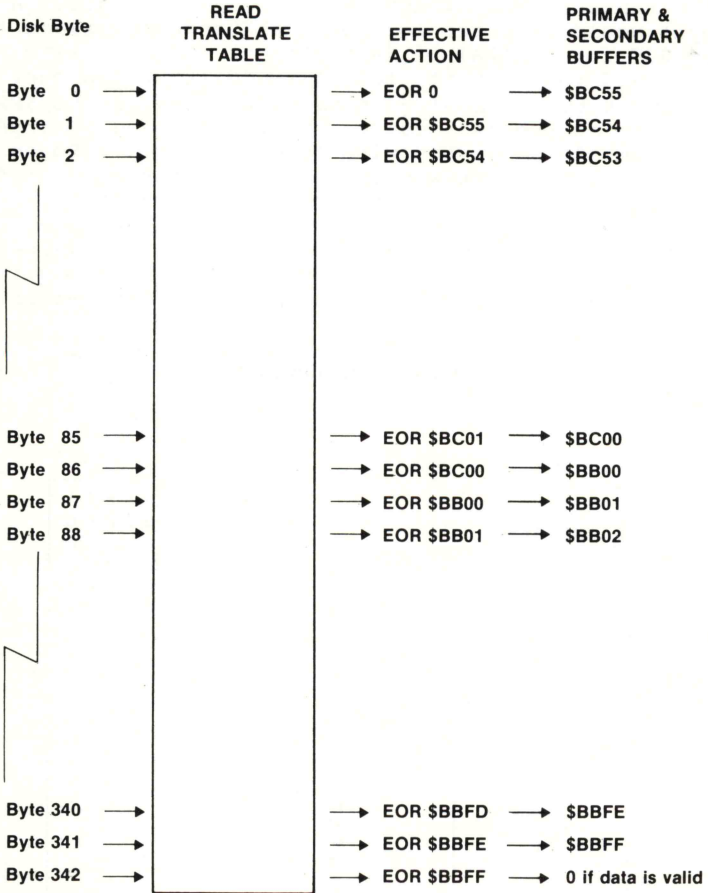 Disk Byte
READ
TRANSLATE
TABLE
EFFECTIVE
ACTION
PRIMARY &
SECONDARY
BUFFERS
Byte 0 → → EOR 0 → $BC55
Byte 1 → → EOR $BC55 → $BC54
Byte 2 → → EOR $BC54 → $BC53
Byte 85 → → EOR $BC01 → $BC00
Byte 86 → → EOR $BC00 → $BB00
Byte 87 → → EOR $BB00 → $BB01
Byte 88 → → EOR $BB01 → $BB02
Byte 340 → → EOR $BBFD → $BBFE
Byte 341 → → EOR $BBFE → $BBFF
Byte 342 → → EOR $BBFF → 0 if data is valid